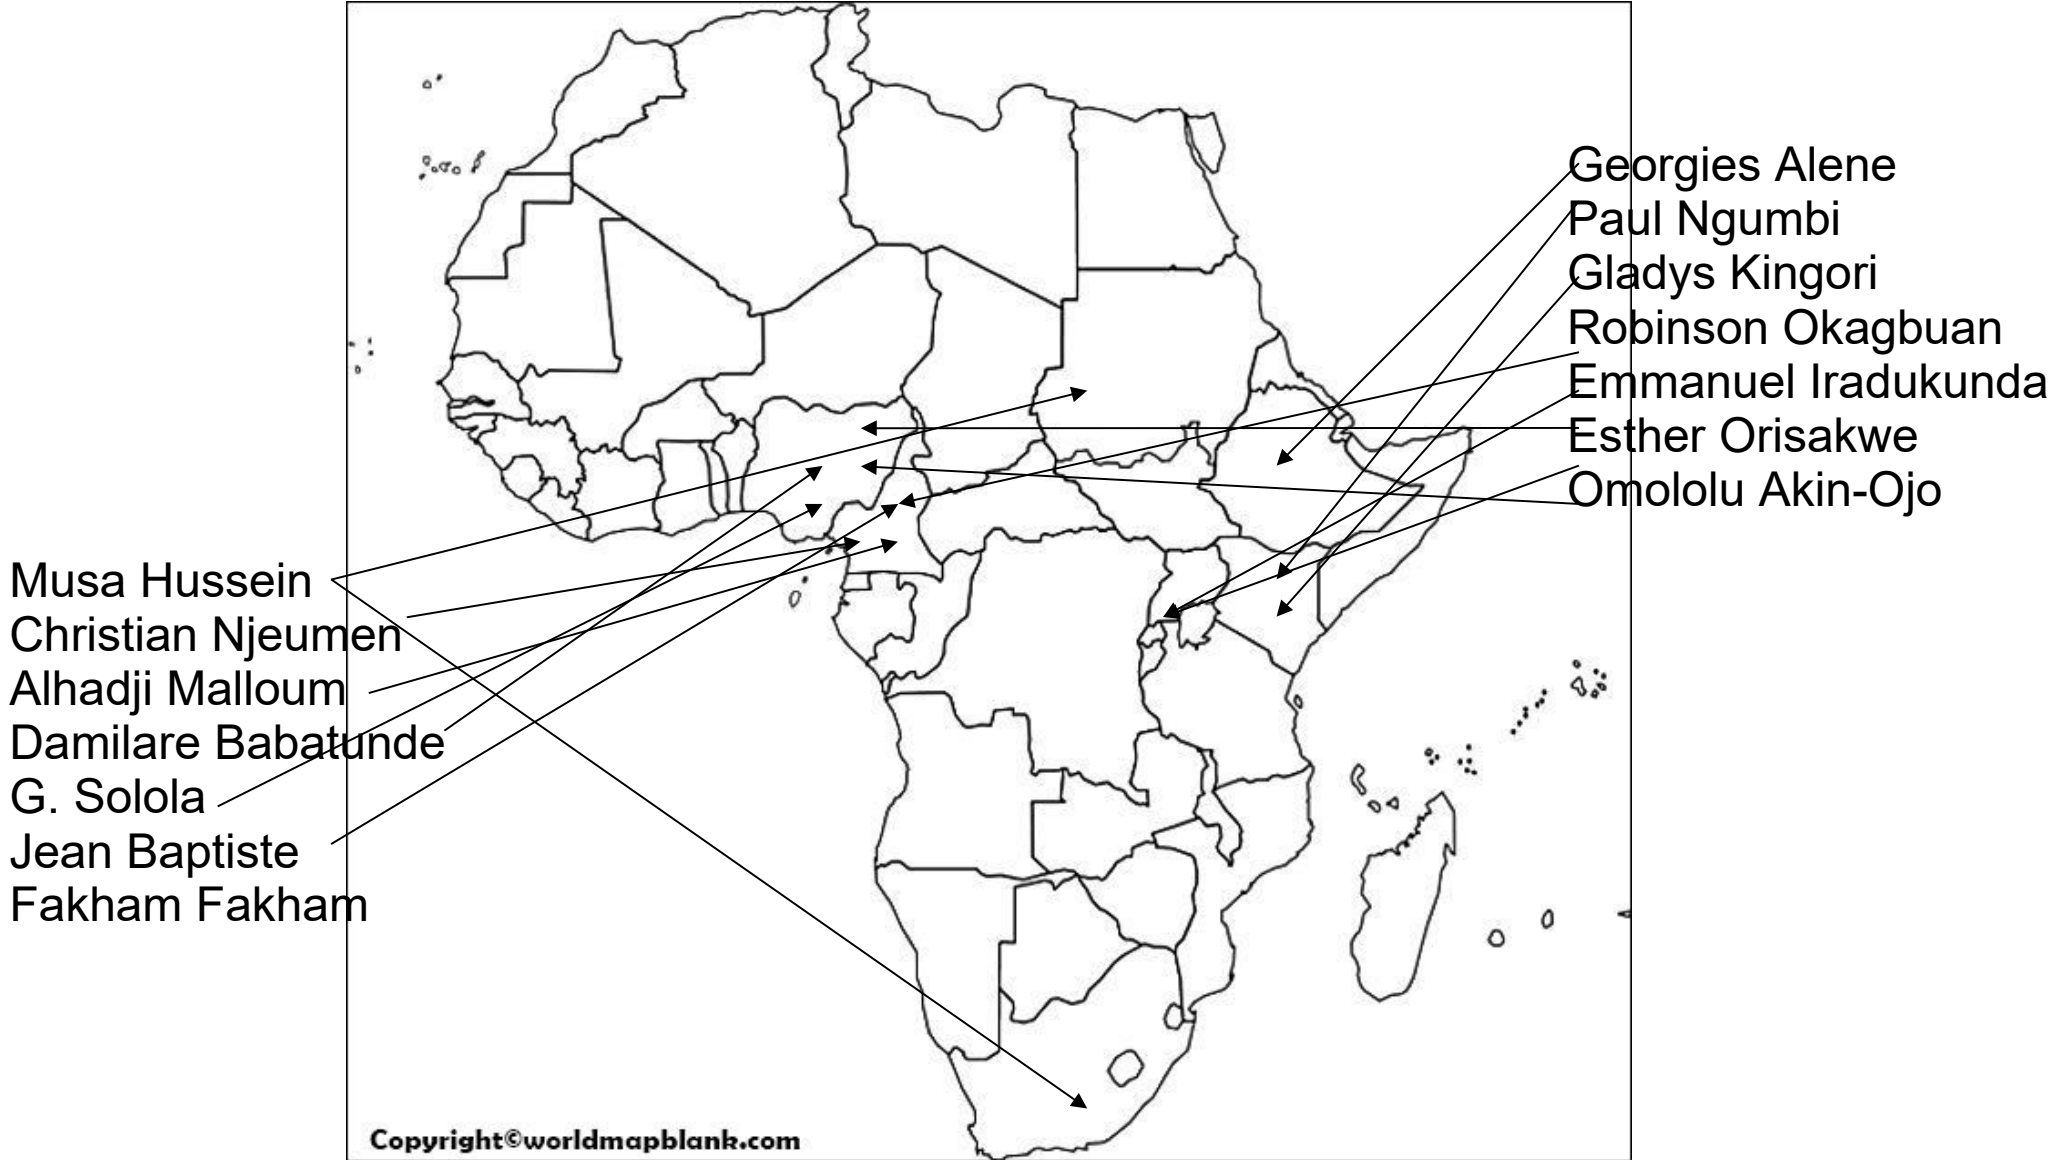 Georgies Alene
Paul Ngumbi
Gladys Kingori
Robinson Okagbuan
Emmanuel Iradukunda
Esther Orisakwe
Omololu Akin-Ojo
Musa Hussein
Christian Njeumen
Alhadji Malloum
Damilare Babatunde
G. Solola
Jean Baptiste
Fakham Fakham
Copyright©worldmapblank.com